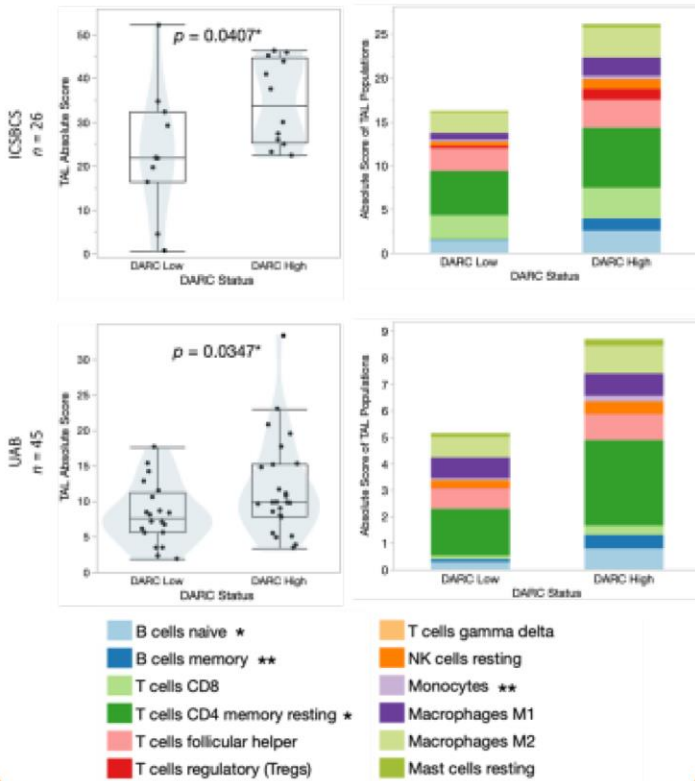 ICSBCS
n = 26
TAL Absolute Score
50
40
30
20
10
0
p = 0.0407*
DARC Low
DARC High
DARC Status
Absolute Score of TAL Populations
25
20
15
10
5
0
DARC Low
DARC High
DARC Status
UAB
n = 45
TAL Absolute Score
30
25
20
15
10
5
0
p = 0.0347*
DARC Low
DARC High
DARC Status
Absolute Score of TAL Populations
9
8
7
6
5
4
3
2
1
0
DARC Low
DARC High
DARC Status
B cells naive *
B cells memory **
T cells CD8
T cells CD4 memory resting *
T cells follicular helper
T cells regulatory (Tregs)
T cells gamma delta
NK cells resting
Monocytes **
Macrophages M1
Macrophages M2
Mast cells resting